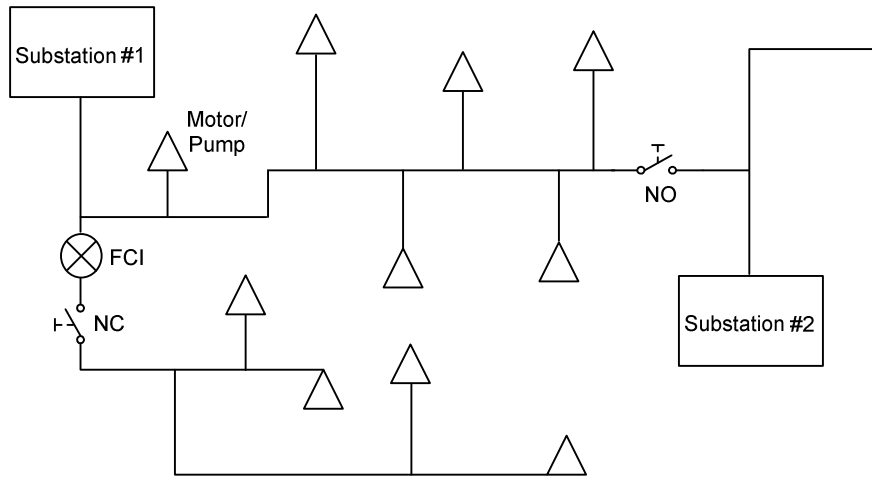 Substation #1
Motor/
Pump
NO
FCI
NC
Substation #2